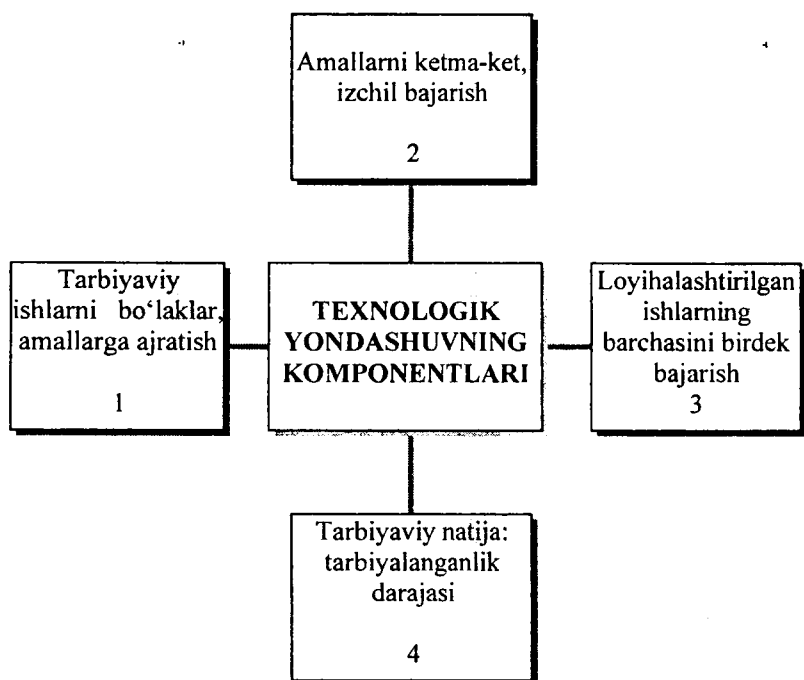 Amallarni ketma-ket,
izchil bajarish
2
Tarbiyaviy
ishlarni bo‘laklar,
amallarga ajratish
1
TEXNOLOGIK
YONDASHUVNING
KOMPONENTLARI
Loyihalashtirilgan
ishlarning
barchasini birdek
bajarish
3
Tarbiyaviy natija:
tarbiyalanganlik
darajasi
4